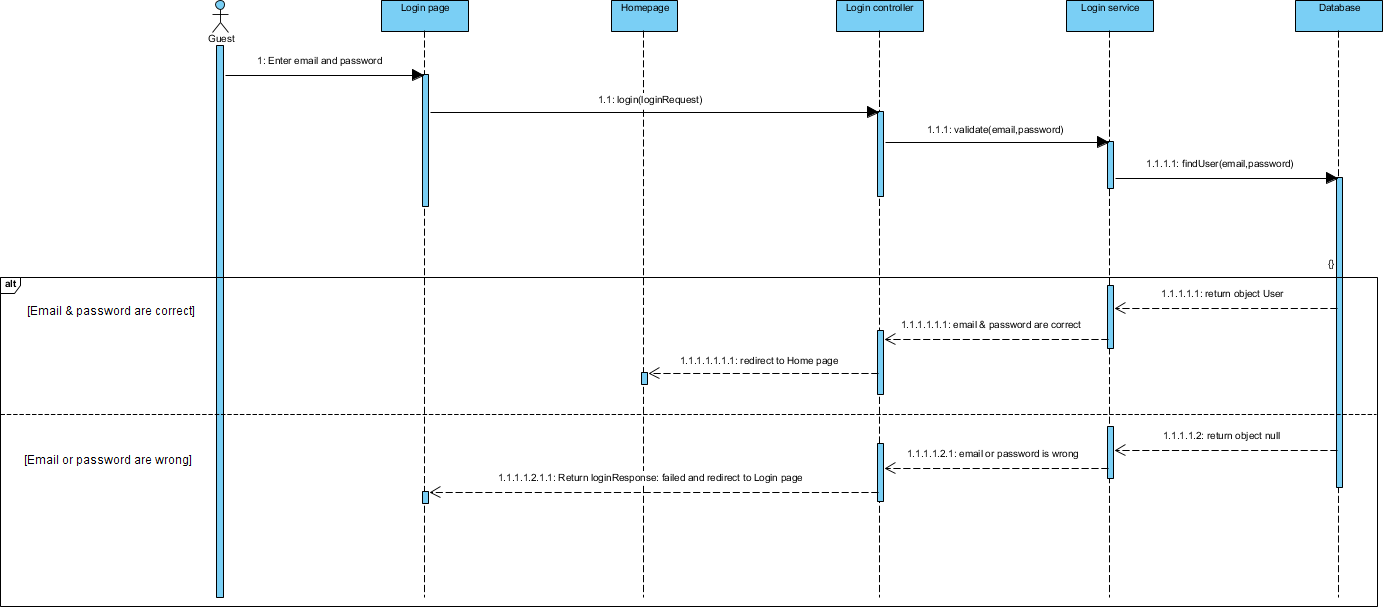 Login page
Homepage
Login controller
Login service
Database
Guest
1: Enter email and password
1.1: login(loginRequest)
1.1.1: validate(email,password)
1.1.1.1: findUser(email,password)
{}
alt
[Email & password are correct]
1.1.1.1.1: return object User
1.1.1.1.1.1: email & password are correct
1.1.1.1.1.1.1: redirect to Home page
[Email or password are wrong]
1.1.1.1.2: return object null
1.1.1.1.2.1: email or password is wrong
1.1.1.1.2.1.1: Return loginResponse: failed and redirect to Login page